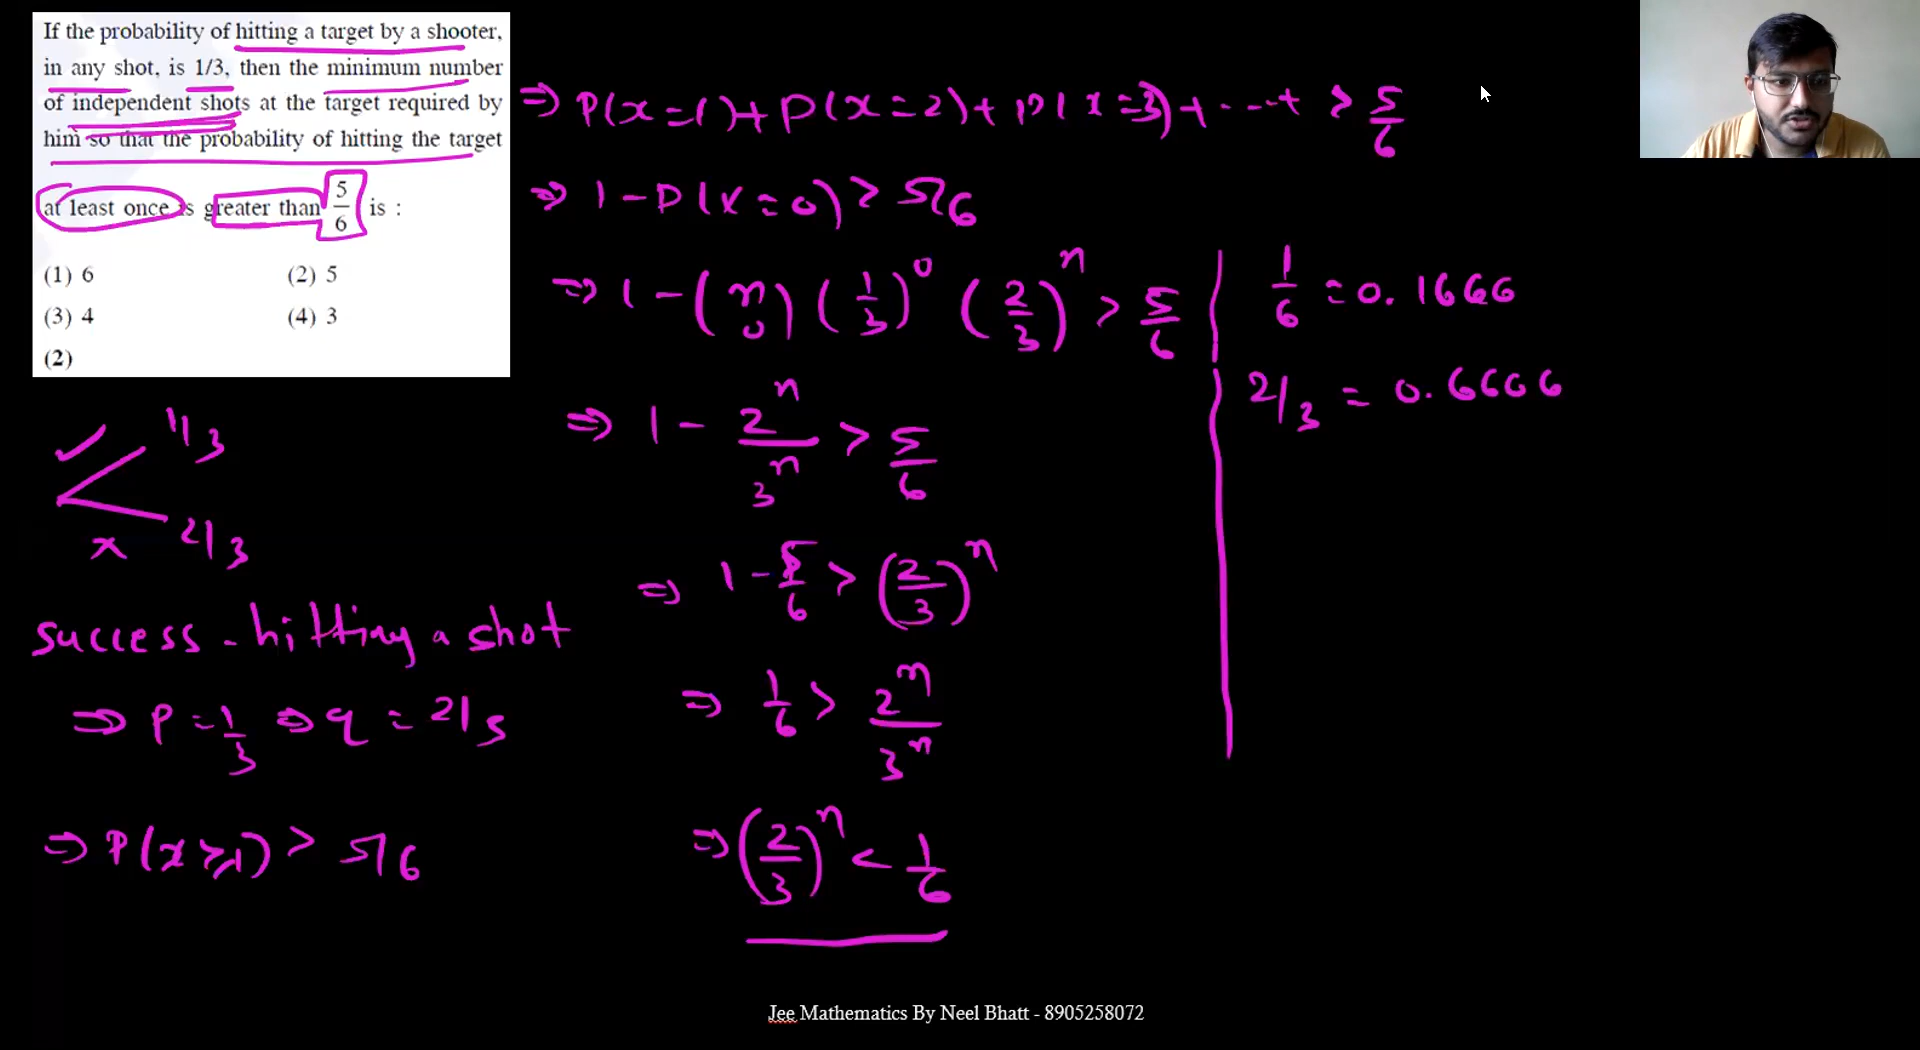 If the probability of hitting a target by a shooter,
in any shot, is 1/3, then the minimum number
of independent shots at the target required by
him so that the probability of hitting the target
at least once is greater than 5/6 is :
(1) 6 (2) 5
(3) 4 (4) 3
(2)
✓ 1/3
x 2/3
success - hitting a shot
⇒ p = 1/3 ⇒ q = 2/3
⇒ P(x ≥ 1) > 5/6
⇒ P(x = 1) + P(x = 2) + P(x = 3) + ... + > 5/6
⇒ 1 - P(x = 0) > 5/6
⇒ 1 - (n 0) (1/3)^0 (2/3)^n > 5/6
⇒ 1 - 2^n/3^n > 5/6
⇒ 1 - 5/6 > (2/3)^n
⇒ 1/6 > 2^n/3^n
⇒ (2/3)^n < 1/6
1/6 = 0.1666
2/3 = 0.6666
Jee Mathematics By Neel Bhatt - 8905258072